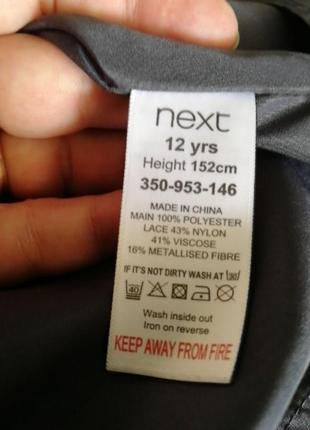 next
12 yrs
Height 152cm
350-953-146
MADE IN CHINA
MAIN 100% POLYESTER
LACE 43% NYLON
41% VISCOSE
16% METALLISED FIBRE
IF IT'S NOT DIRTY WASH AT 30
40
Wash inside out
Iron on reverse
KEEP AWAY FROM FIRE